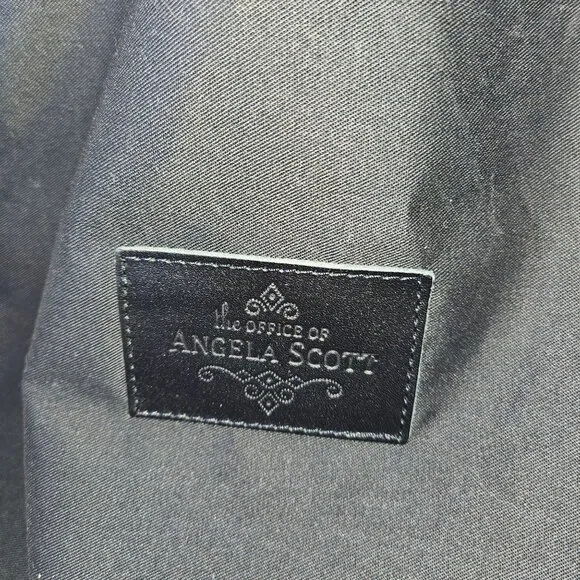 the OFFICE OF
ANGELA SCOTT